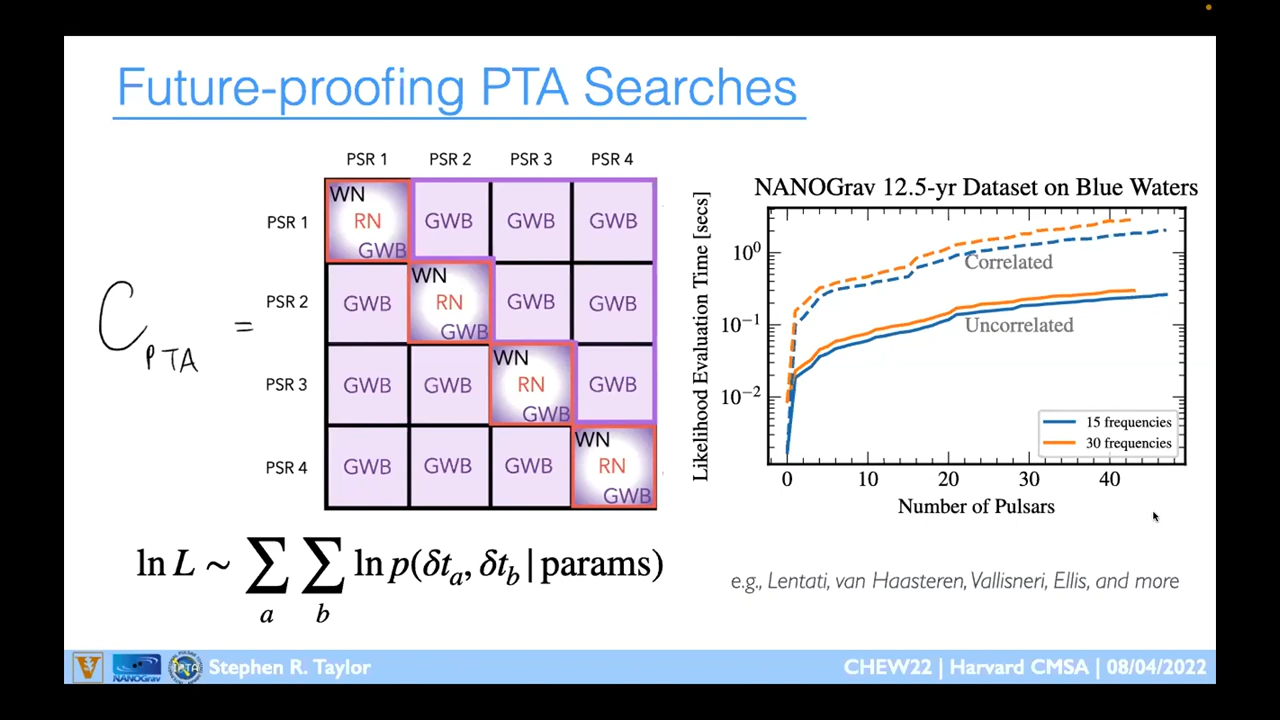 Future-proofing PTA Searches
PSR 1 PSR 2 PSR 3 PSR 4
PSR 1 WN RN GWB GWB GWB GWB
PSR 2 GWB WN RN GWB GWB GWB
PSR 3 GWB GWB WN RN GWB GWB
PSR 4 GWB GWB GWB WN RN GWB
C_PTA =
ln L ~ ∑_a ∑_b ln p(δt_a, δt_b | params)
NANOGrav 12.5-yr Dataset on Blue Waters
Likelihood Evaluation Time [secs]
10⁰
10⁻¹
10⁻²
Correlated
Uncorrelated
15 frequencies
30 frequencies
0 10 20 30 40
Number of Pulsars
e.g., Lentati, van Haasteren, Vallisneri, Ellis, and more
NANOGrav IPTA Stephen R. Taylor CHEW22 | Harvard CMSA | 08/04/2022